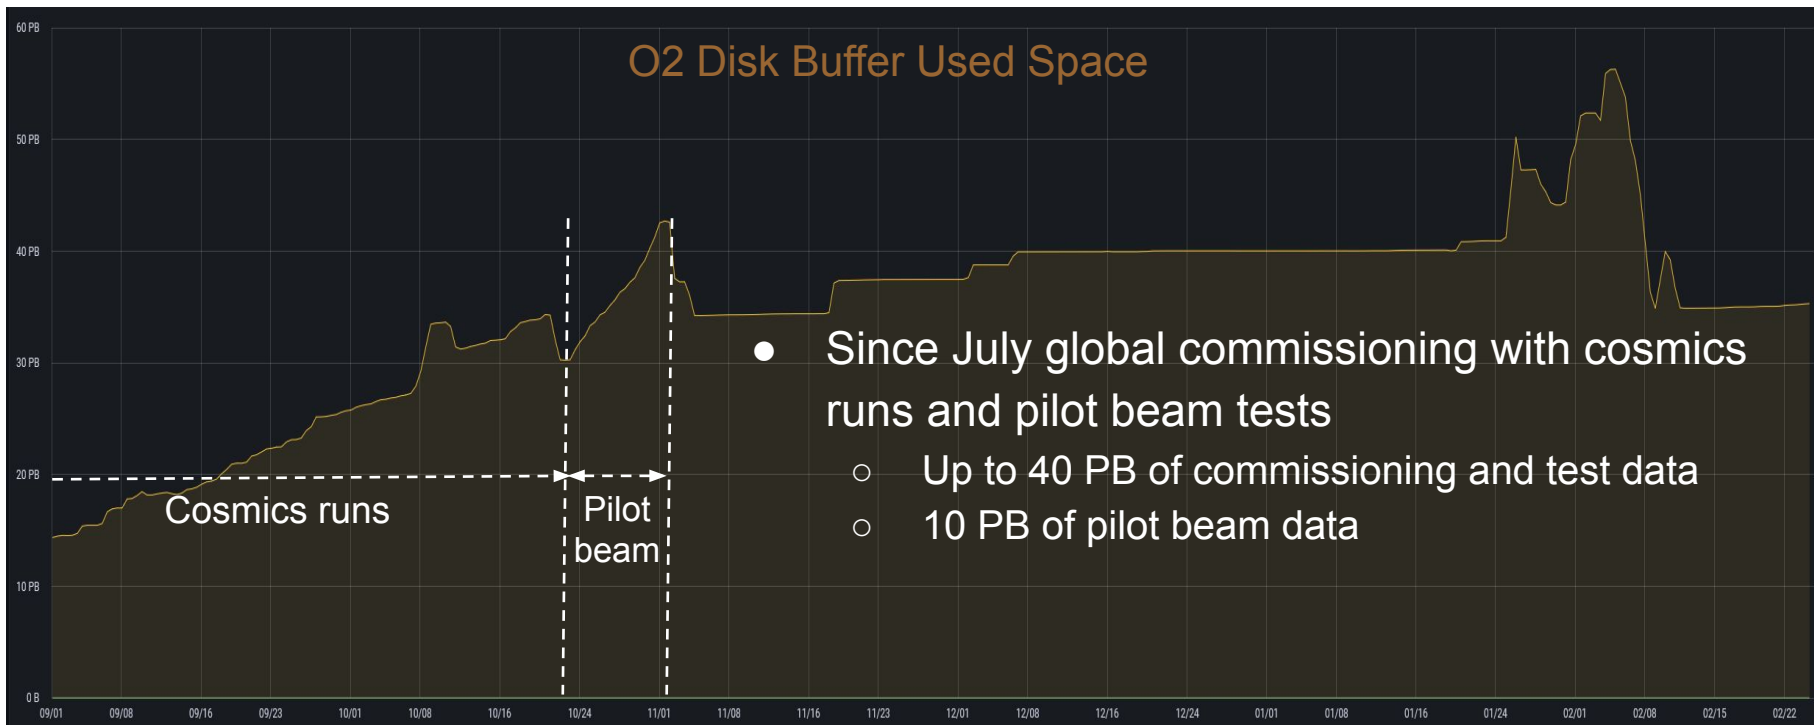 O2 Disk Buffer Used Space
60 PB
50 PB
40 PB
30 PB
20 PB
10 PB
0 B
Cosmics runs
Pilot
beam
● Since July global commissioning with cosmics
runs and pilot beam tests
○ Up to 40 PB of commissioning and test data
○ 10 PB of pilot beam data
09/01 09/08 09/16 09/23 10/01 10/08 10/16 10/24 11/01 11/08 11/16 11/23 12/01 12/08 12/16 12/24 01/01 01/08 01/16 01/24 02/01 02/08 02/15 02/22